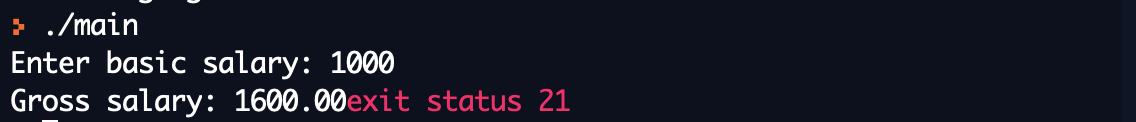 > ./main
Enter basic salary: 1000
Gross salary: 1600.00exit status 21